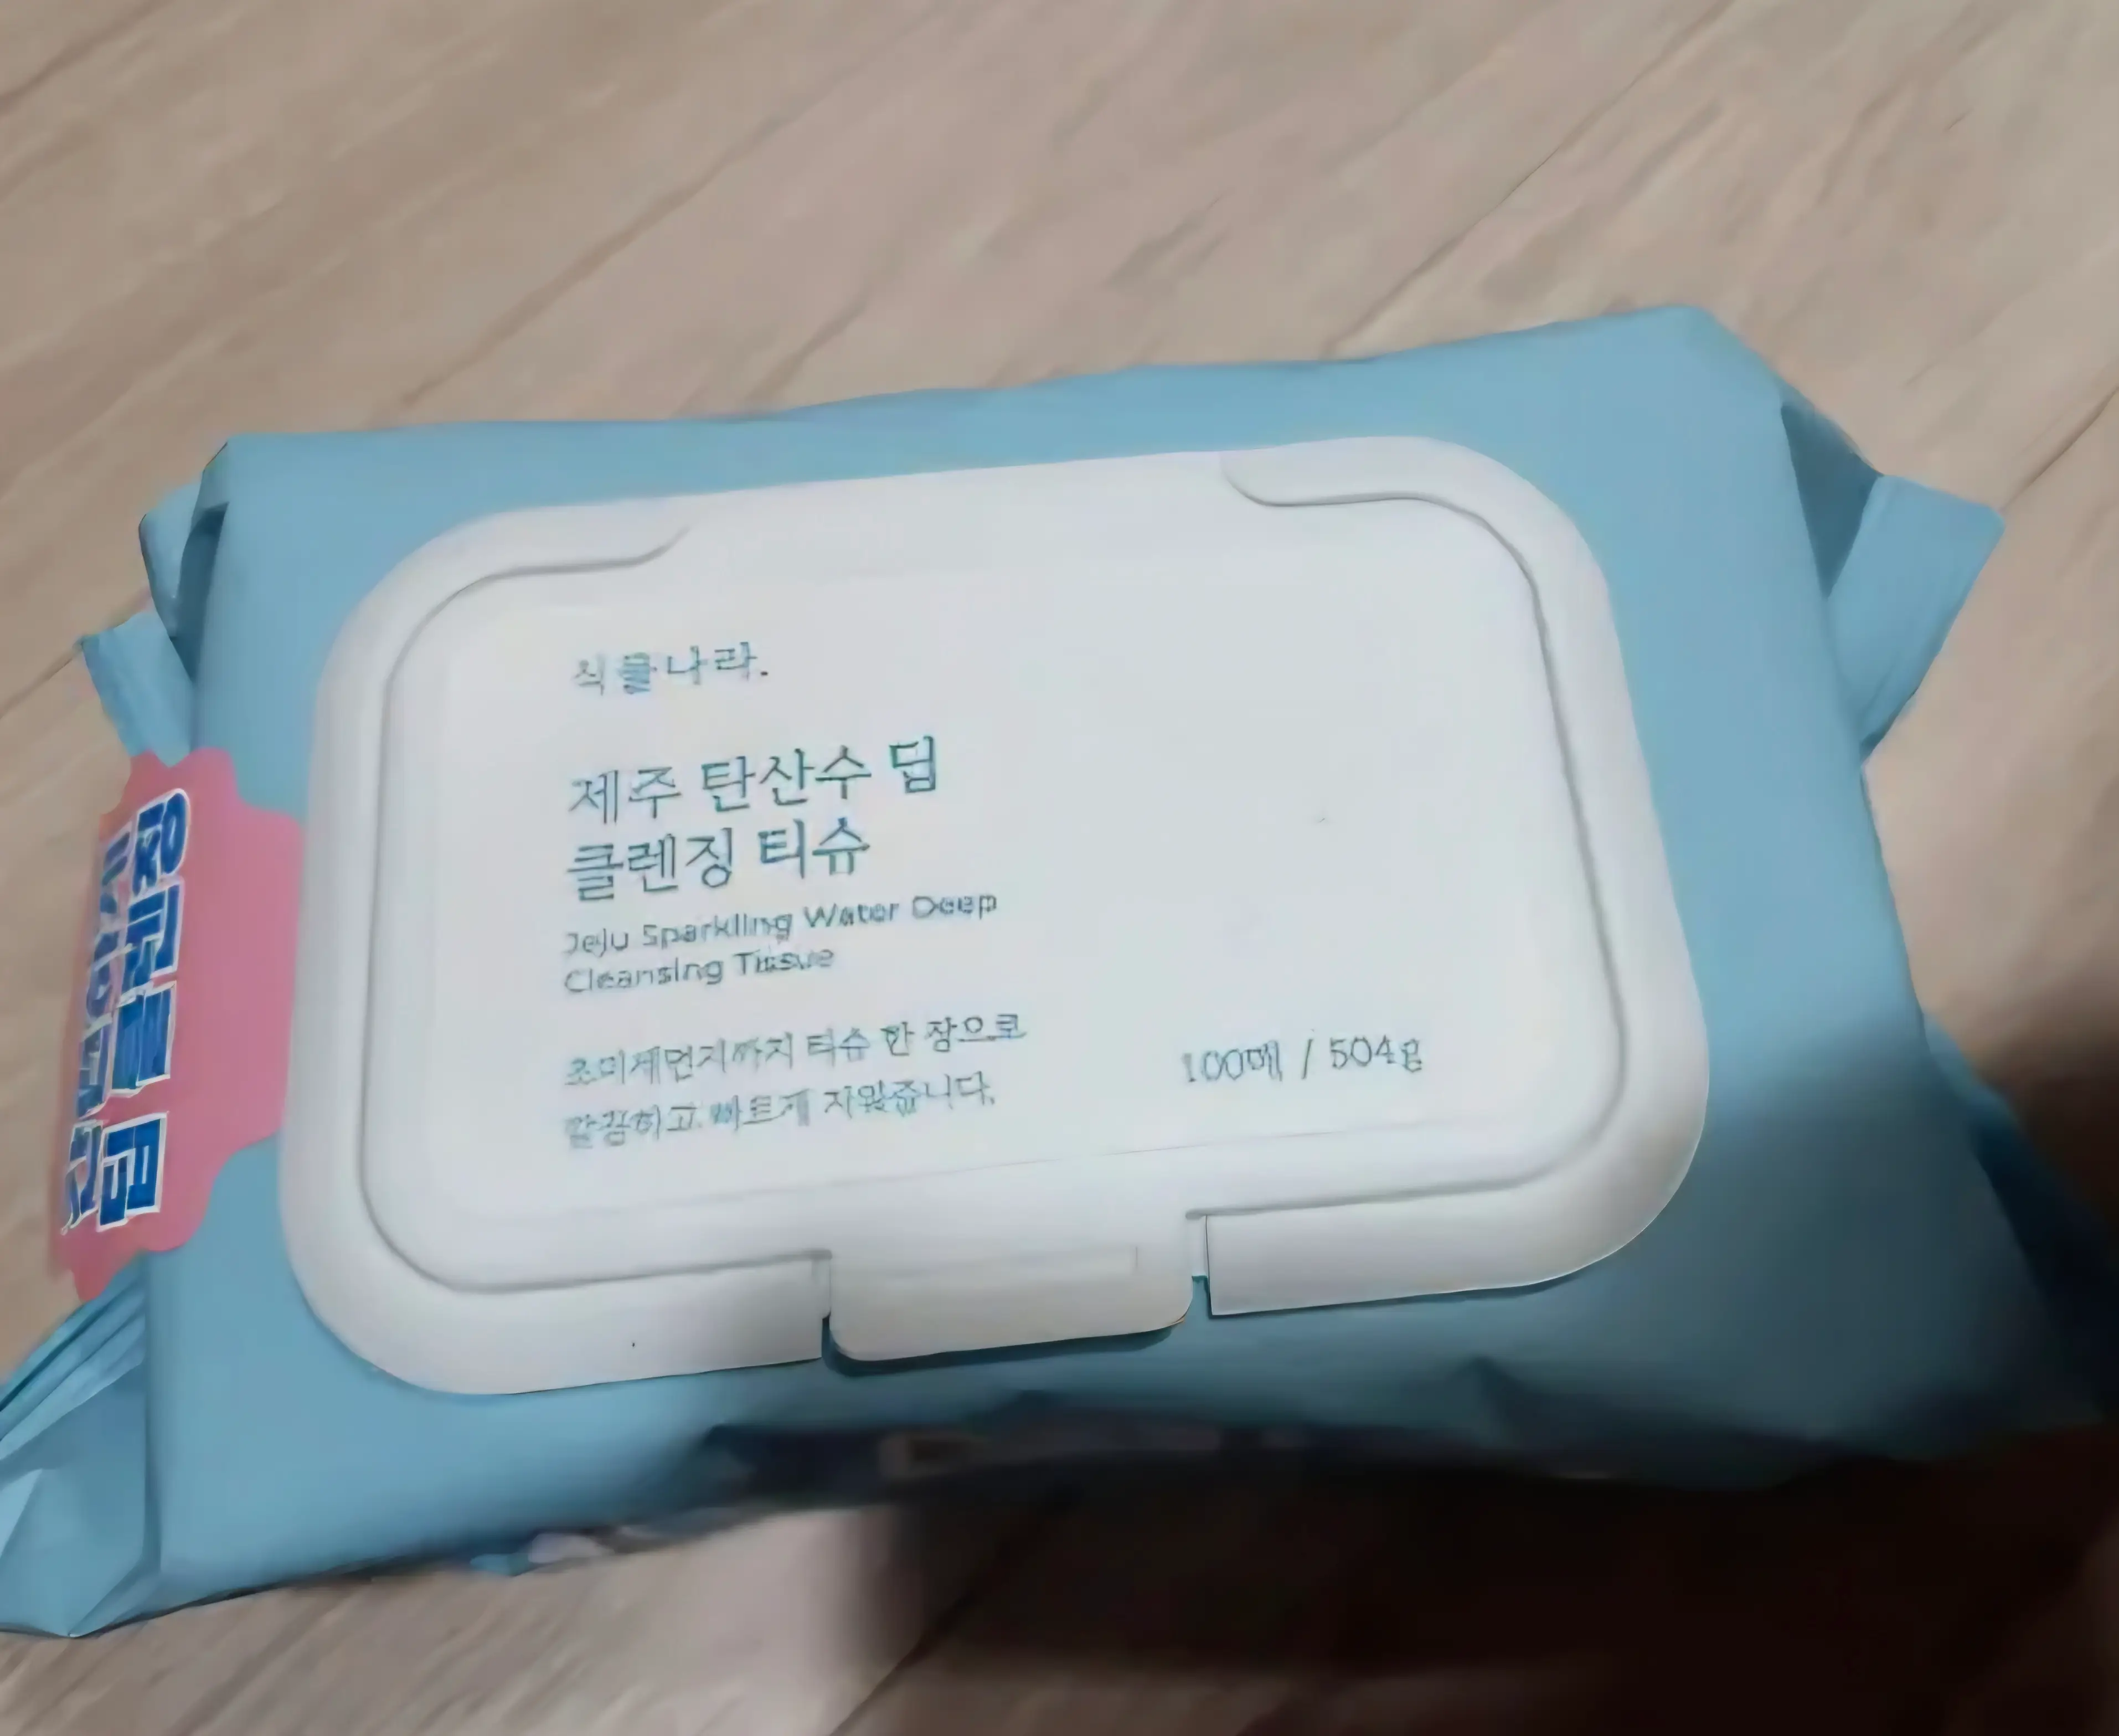 식물나라.
제주 탄산수 딥
클렌징 티슈
Jeju Sparkling Water Deep
Cleansing Tissue
초미세먼지까지 티슈 한 장으로
말끔하고 빠르게 지워줍니다.
100매 / 504g